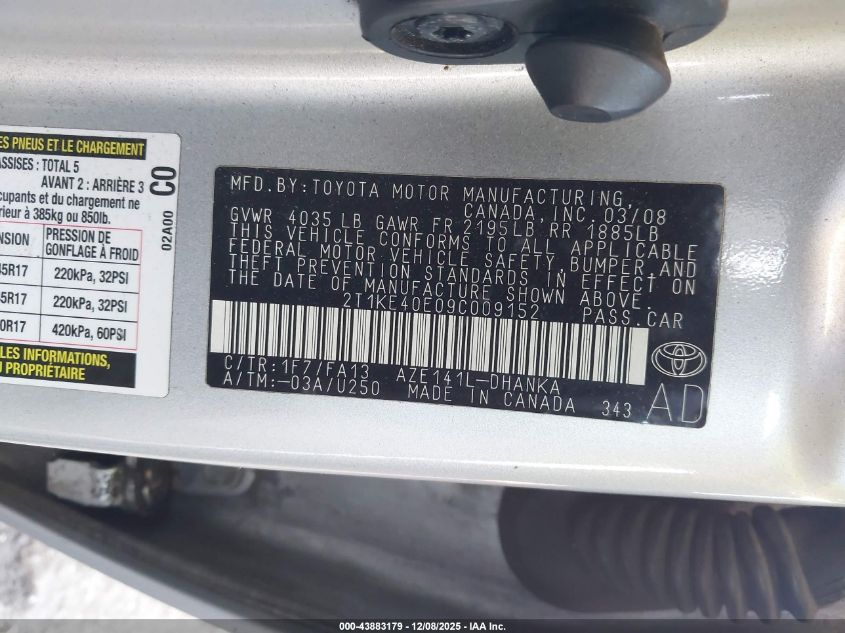 ES PNEUS ET LE CHARGEMENT
ASSISES : TOTAL 5
AVANT 2 : ARRIÈRE 3
cupants et du chargement ne
érieur à 385kg ou 850lb.
NSION PRESSION DE GONFLAGE À FROID
5R17 220kPa, 32PSI
5R17 220kPa, 32PSI
0R17 420kPa, 60PSI
LES INFORMATIONS,
U PROPRIÉTAIRE
02A00 C0
MFD.BY:TOYOTA MOTOR MANUFACTURING,
CANADA, INC. 03/08
GVWR 4035 LB GAWR FR 2195LB RR 1885LB
THIS VEHICLE CONFORMS TO ALL APPLICABLE
FEDERAL MOTOR VEHICLE SAFETY, BUMPER, AND
THEFT PREVENTION STANDARDS IN EFFECT ON
THE DATE OF MANUFACTURE SHOWN ABOVE.
2T1KE40E09C009152 PASS.CAR
C/TR:1F7/FA13 AZE141L-DHANKA
A/TM:-03A/U250 MADE IN CANADA 343
AD
000-43883179 - 12/08/2025 - IAA Inc.